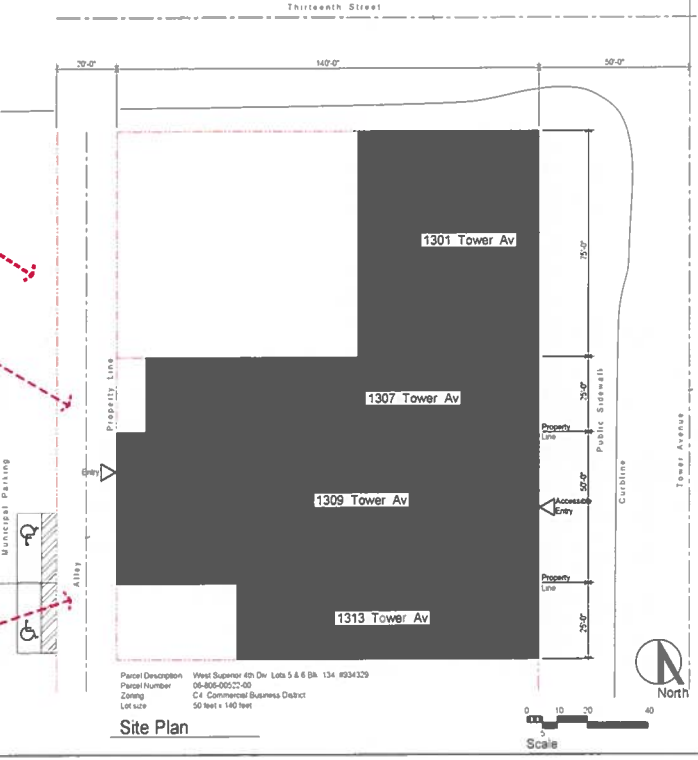 Thirteenth Street
20'-0"
140'-0"
50'-0"
1301 Tower Av
75'-0"
1307 Tower Av
25'-0"
Property Line
Public Sidewalk
Tower Avenue
Property
Line
Municipal Parking
Entry
1309 Tower Av
50'-0"
Accessible
Entry
Curbline
Alley
Property
Line
1313 Tower Av
25'-0"
North
Parcel Description West Superior 4th Div Lots 5 & 6 Blk 134 #934329
Parcel Number
Zoning C4 Commercial Business District
Lot size 50 feet x 140 feet
Site Plan
0 10 20 40
5
Scale